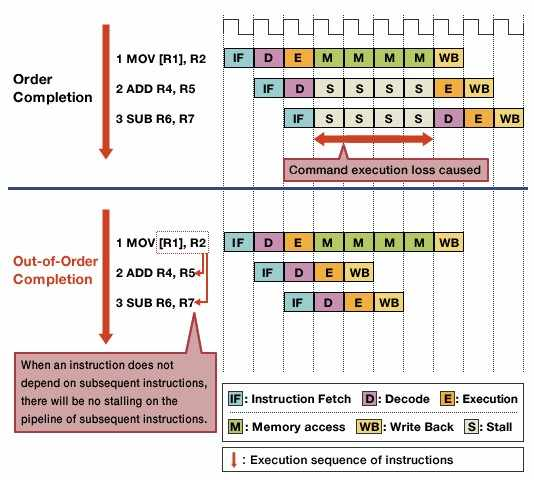 Order
Completion
1 MOV [R1], R2
IF D E M M M M WB
2 ADD R4, R5
IF D S S S S E WB
3 SUB R6, R7
IF S S S S D E WB
Command execution loss caused
Out-of-Order
Completion
1 MOV [R1], R2
IF D E M M M M WB
2 ADD R4, R5
IF D E WB
3 SUB R6, R7
IF D E WB
When an instruction does not
depend on subsequent instructions,
there will be no stalling on the
pipeline of subsequent instructions.
IF : Instruction Fetch D : Decode E : Execution
M : Memory access WB : Write Back S : Stall
: Execution sequence of instructions